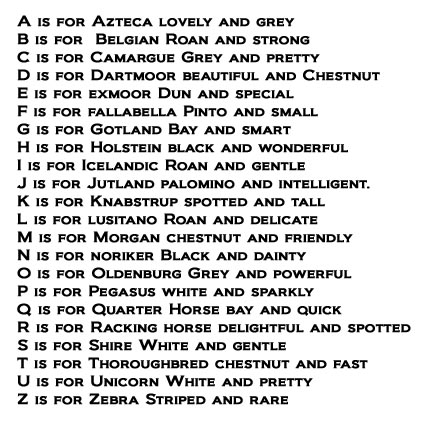 A is for Azteca lovely and grey
B is for  Belgian Roan and strong
C is for Camargue Grey and pretty
D is for Dartmoor beautiful and Chestnut
E is for exmoor Dun and special
F is for fallabella Pinto and small
G is for Gotland Bay and smart
H is for Holstein black and wonderful
I is for Icelandic Roan and gentle
J is for Jutland palomino and intelligent.
K is for Knabstrup spotted and tall
L is for lusitano Roan and delicate
M is for Morgan chestnut and friendly
N is for noriker Black and dainty
O is for Oldenburg Grey and powerful
P is for Pegasus white and sparkly
Q is for Quarter Horse bay and quick
R is for Racking horse delightful and spotted
S is for Shire White and gentle
T is for Thoroughbred chestnut and fast
U is for Unicorn White and pretty
Z is for Zebra Striped and rare